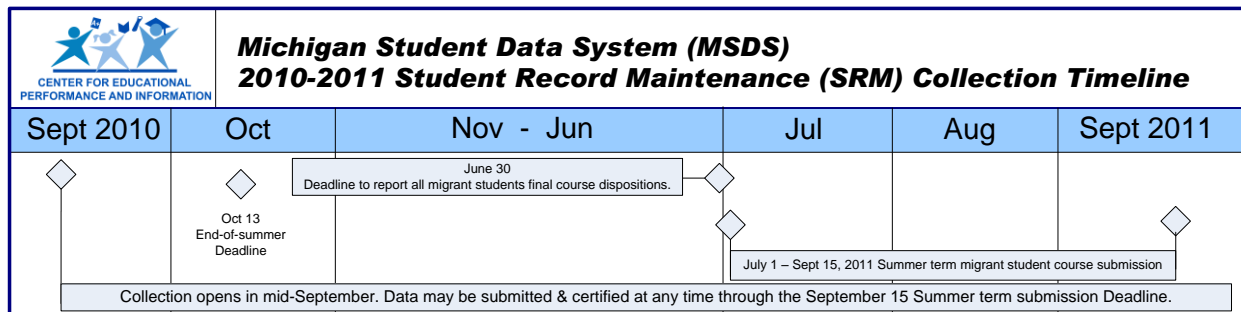 CENTER FOR EDUCATIONAL
PERFORMANCE AND INFORMATION
Michigan Student Data System (MSDS)
2010-2011 Student Record Maintenance (SRM) Collection Timeline
Sept 2010
Oct
Nov - Jun
Jul
Aug
Sept 2011
June 30
Deadline to report all migrant students final course dispositions.
Oct 13
End-of-summer
Deadline
July 1 – Sept 15, 2011 Summer term migrant student course submission
Collection opens in mid-September. Data may be submitted & certified at any time through the September 15 Summer term submission Deadline.